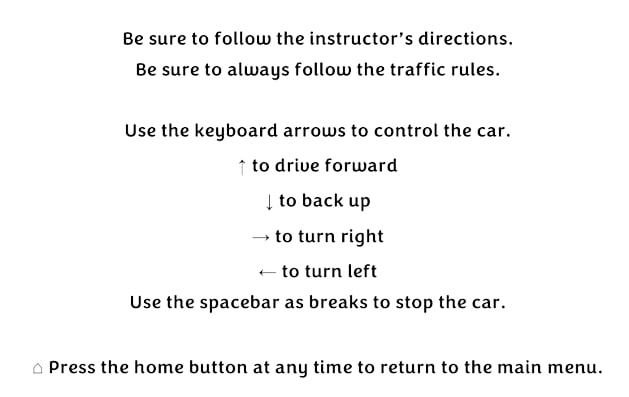 Be sure to follow the instructor's directions.
Be sure to always follow the traffic rules.
Use the keyboard arrows to control the car.
↑ to drive forward
↓ to back up
→ to turn right
← to turn left
Use the spacebar as breaks to stop the car.
⌂ Press the home button at any time to return to the main menu.